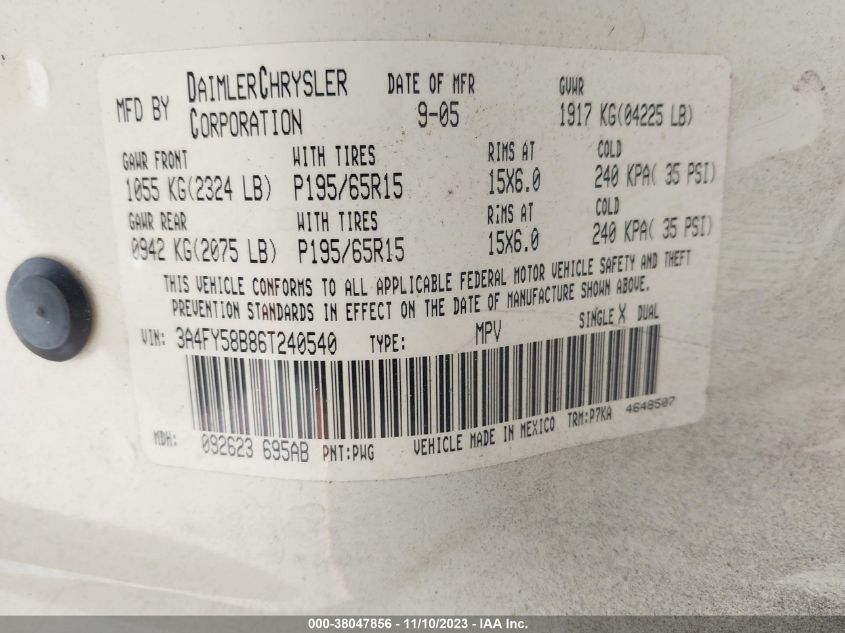 MFD BY DAIMLERCHRYSLER CORPORATION DATE OF MFR 9-05 GVWR 1917 KG(04225 LB)
GAWR FRONT WITH TIRES RIMS AT COLD
1055 KG(2324 LB) P195/65R15 15X6.0 240 KPA( 35 PSI)
GAWR REAR WITH TIRES RIMS AT COLD
0942 KG(2075 LB) P195/65R15 15X6.0 240 KPA( 35 PSI)
THIS VEHICLE CONFORMS TO ALL APPLICABLE FEDERAL MOTOR VEHICLE SAFETY AND THEFT
PREVENTION STANDARDS IN EFFECT ON THE DATE OF MANUFACTURE SHOWN ABOVE.
VIN: 3A4FY58B86T240540 TYPE: MPV SINGLE X DUAL
MDH: 092623 695AB PNT:PWG VEHICLE MADE IN MEXICO TRM:P7KA 4648507
000-38047856 - 11/10/2023 - IAA Inc.